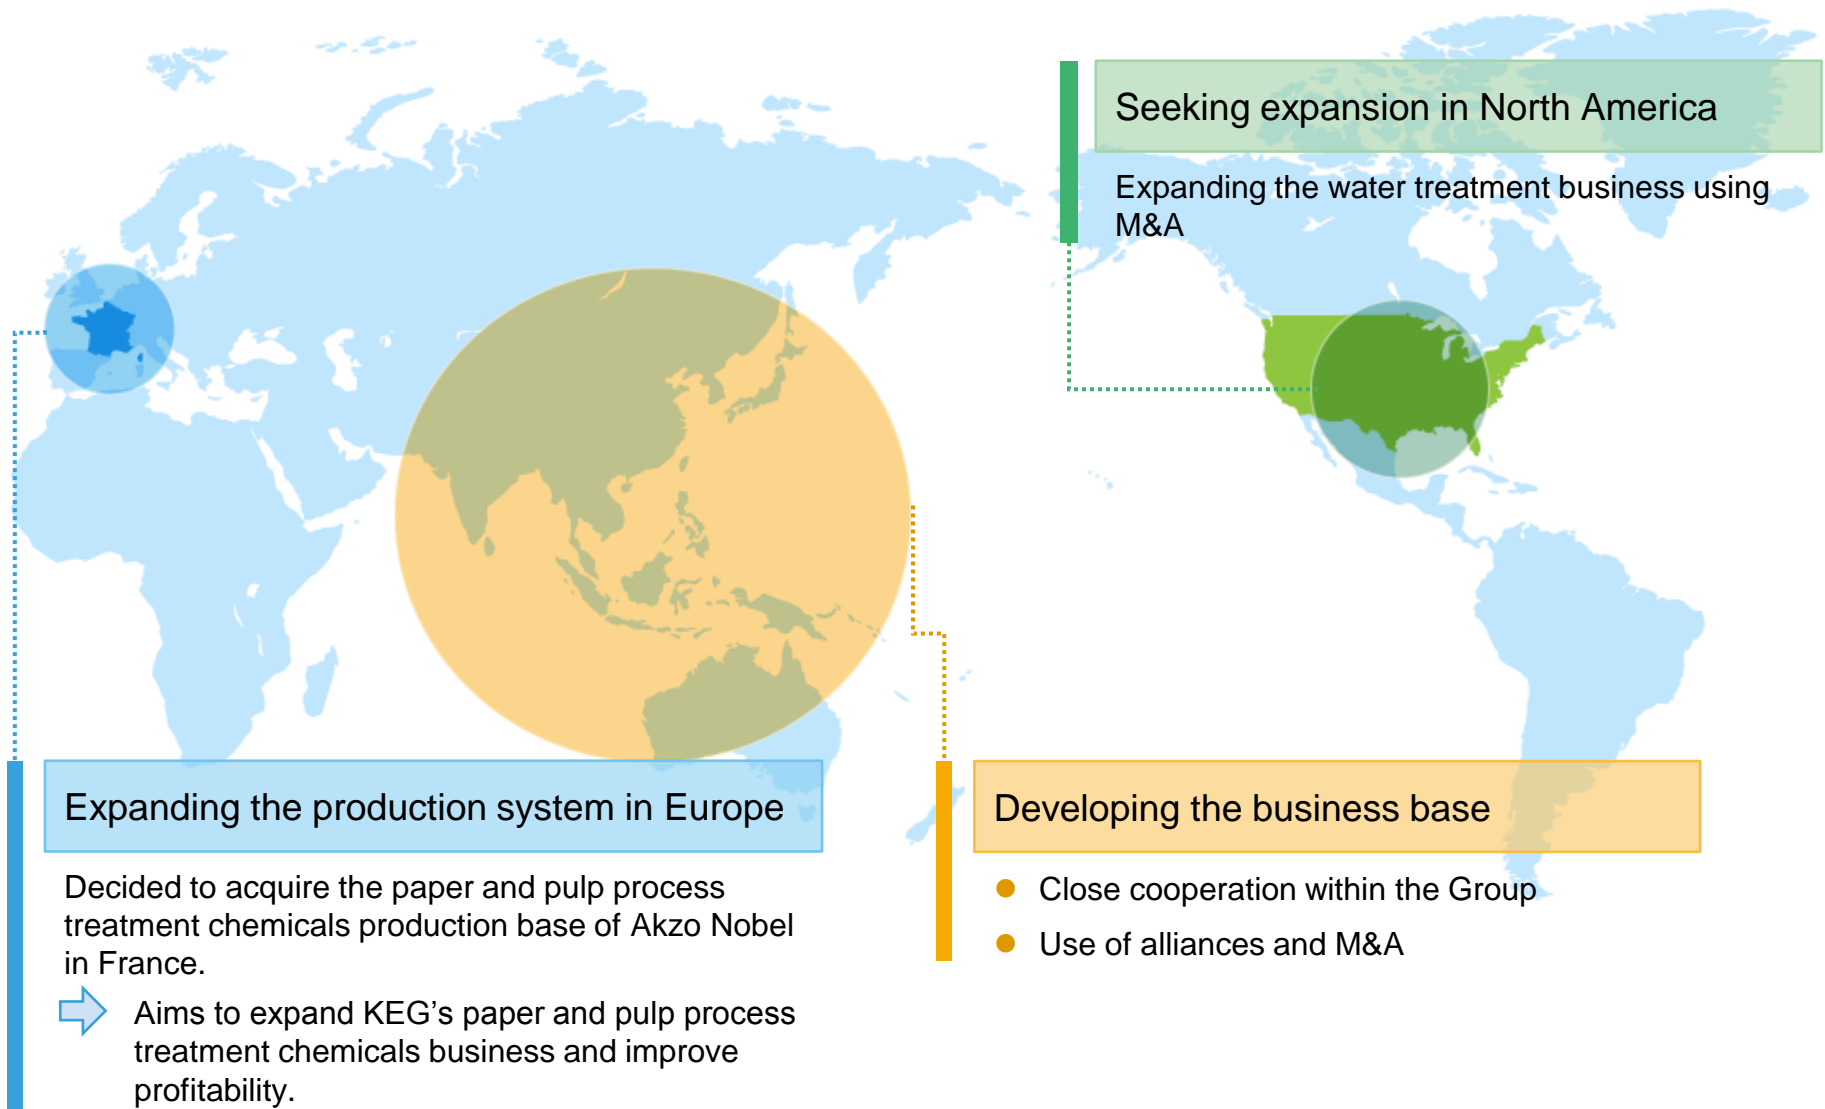 Seeking expansion in North America
Expanding the water treatment business using
M&A
Expanding the production system in Europe
Decided to acquire the paper and pulp process
treatment chemicals production base of Akzo Nobel
in France.
Aims to expand KEG’s paper and pulp process
treatment chemicals business and improve
profitability.
Developing the business base
● Close cooperation within the Group
● Use of alliances and M&A